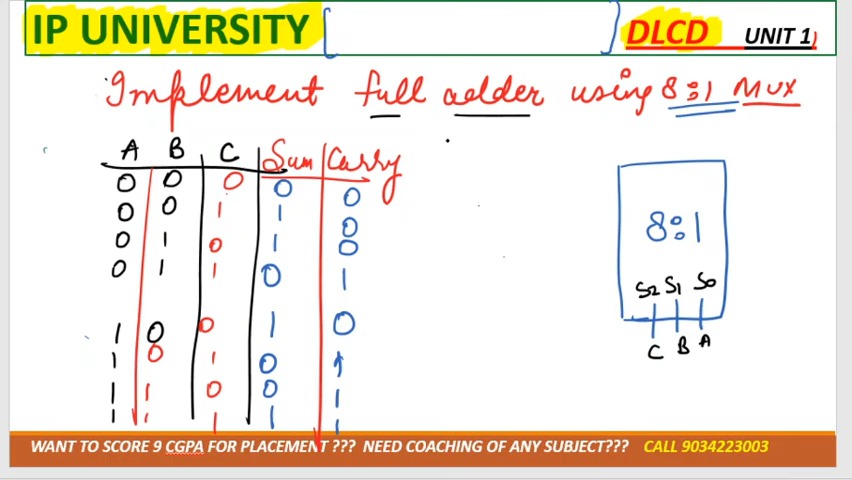 IP UNIVERSITY [ ] DLCD UNIT 1)
Implement full adder using 8:1 MUX
A B C Sum Carry
0 0 0 0 0
0 0 1 1 0
0 1 0 1 0
0 1 1 0 1
1 0 0 1 0
1 0 1 0 1
1 1 0 0 1
1 1 1 1 1
8:1
S2 S1 S0
C B A
WANT TO SCORE 9 CGPA FOR PLACEMENT ??? NEED COACHING OF ANY SUBJECT??? CALL 9034223003